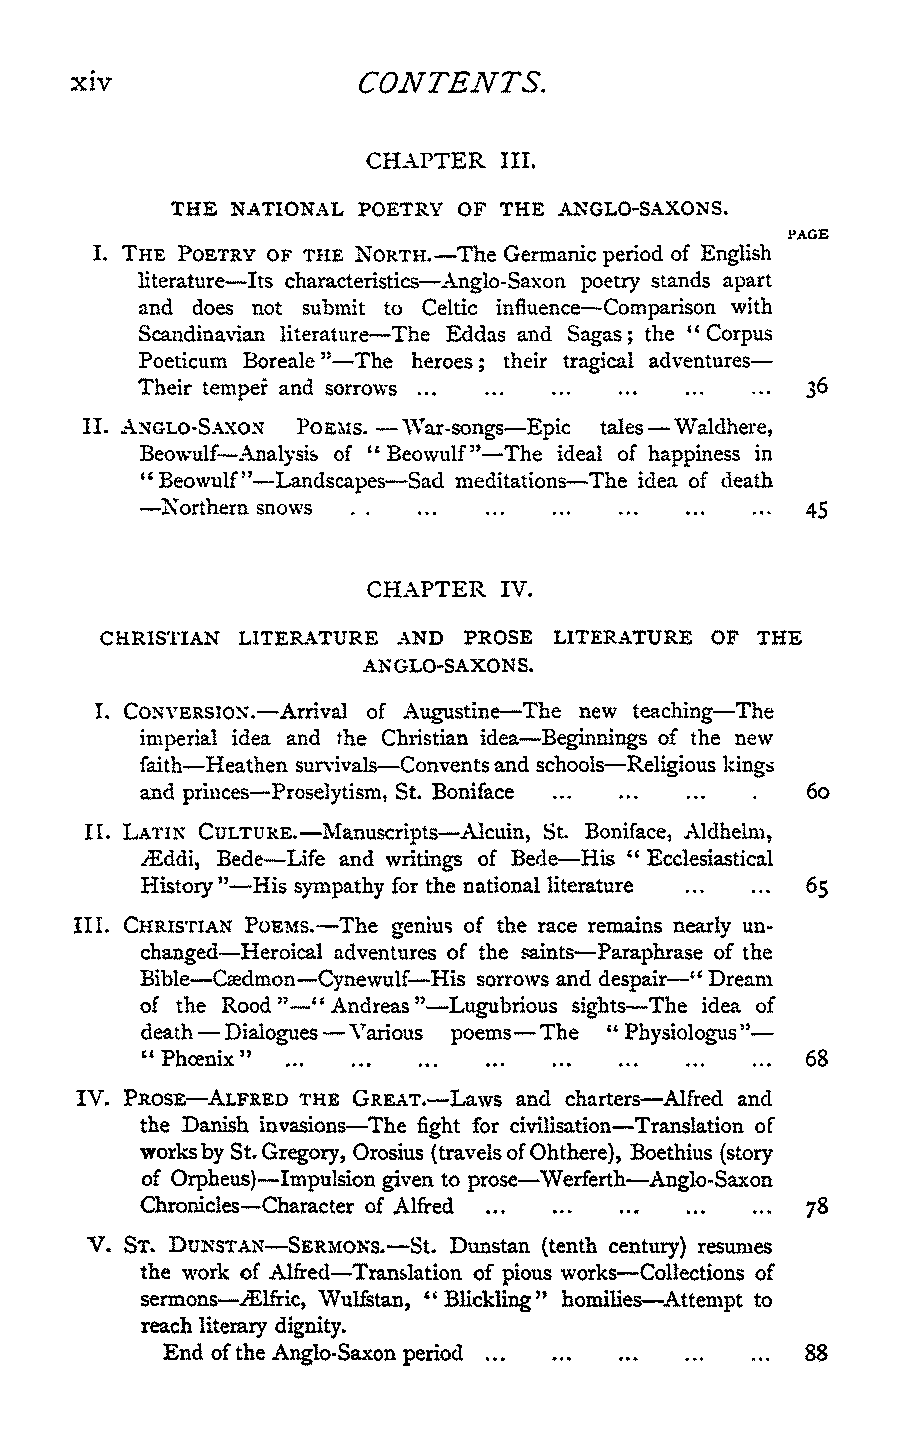 xiv CONTENTS.
CHAPTER III.
THE NATIONAL POETRY OF THE ANGLO-SAXONS.
PAGE
I. THE POETRY OF THE NORTH.—The Germanic period of English
literature—Its characteristics—Anglo-Saxon poetry stands apart
and does not submit to Celtic influence—Comparison with
Scandinavian literature—The Eddas and Sagas; the "Corpus
Poeticum Boreale"—The heroes; their tragical adventures—
Their temper and sorrows ... ... ... ... ... ... 36
II. ANGLO-SAXON POEMS.—War-songs—Epic tales—Waldhere,
Beowulf—Analysis of "Beowulf"—The ideal of happiness in
"Beowulf"—Landscapes—Sad meditations—The idea of death
—Northern snows .. ... ... ... ... ... ... 45
CHAPTER IV.
CHRISTIAN LITERATURE AND PROSE LITERATURE OF THE
ANGLO-SAXONS.
I. CONVERSION.—Arrival of Augustine—The new teaching—The
imperial idea and the Christian idea—Beginnings of the new
faith—Heathen survivals—Convents and schools—Religious kings
and princes—Proselytism, St. Boniface ... ... ... . 60
II. LATIN CULTURE.—Manuscripts—Alcuin, St. Boniface, Aldhelm,
Æddi, Bede—Life and writings of Bede—His "Ecclesiastical
History"—His sympathy for the national literature ... ... 65
III. CHRISTIAN POEMS.—The genius of the race remains nearly un-
changed—Heroical adventures of the saints—Paraphrase of the
Bible—Cædmon—Cynewulf—His sorrows and despair—"Dream
of the Rood"—"Andreas"—Lugubrious sights—The idea of
death—Dialogues—Various poems—The "Physiologus"—
"Phœnix" ... ... ... ... ... ... ... ... 68
IV. PROSE—ALFRED THE GREAT.—Laws and charters—Alfred and
the Danish invasions—The fight for civilisation—Translation of
works by St. Gregory, Orosius (travels of Ohthere), Boethius (story
of Orpheus)—Impulsion given to prose—Werferth—Anglo-Saxon
Chronicles—Character of Alfred ... ... ... ... ... 78
V. ST. DUNSTAN—SERMONS.—St. Dunstan (tenth century) resumes
the work of Alfred—Translation of pious works—Collections of
sermons—Ælfric, Wulfstan, "Blickling" homilies—Attempt to
reach literary dignity.
End of the Anglo-Saxon period ... ... ... ... ... 88